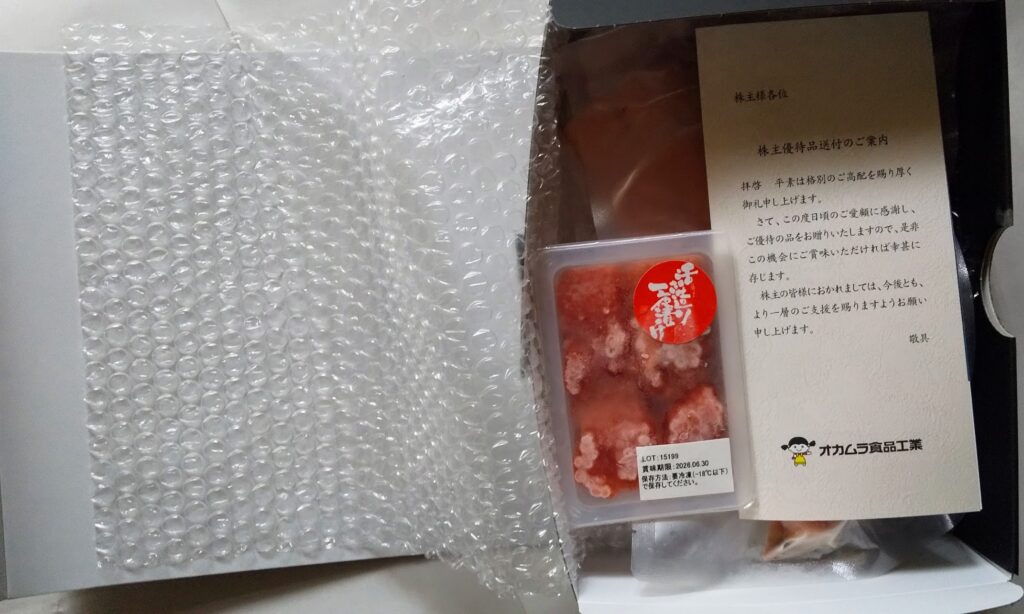 株主様各位
株主優待品送付のご案内
拝啓　平素は格別のご高配を賜り厚く
御礼申し上げます。
さて、この度日頃のご愛顧に感謝し、
ご優待の品をお贈りいたしますので、是非
この機会にご賞味いただければ幸甚に
存じます。
株主の皆様におかれましては、今後とも、
より一層のご支援を賜りますようお願い
申し上げます。
敬具
オカムラ食品工業
LOT:15199
賞味期限:2026.06.30
保存方法:要冷凍(-18℃以下)
で保存してください。